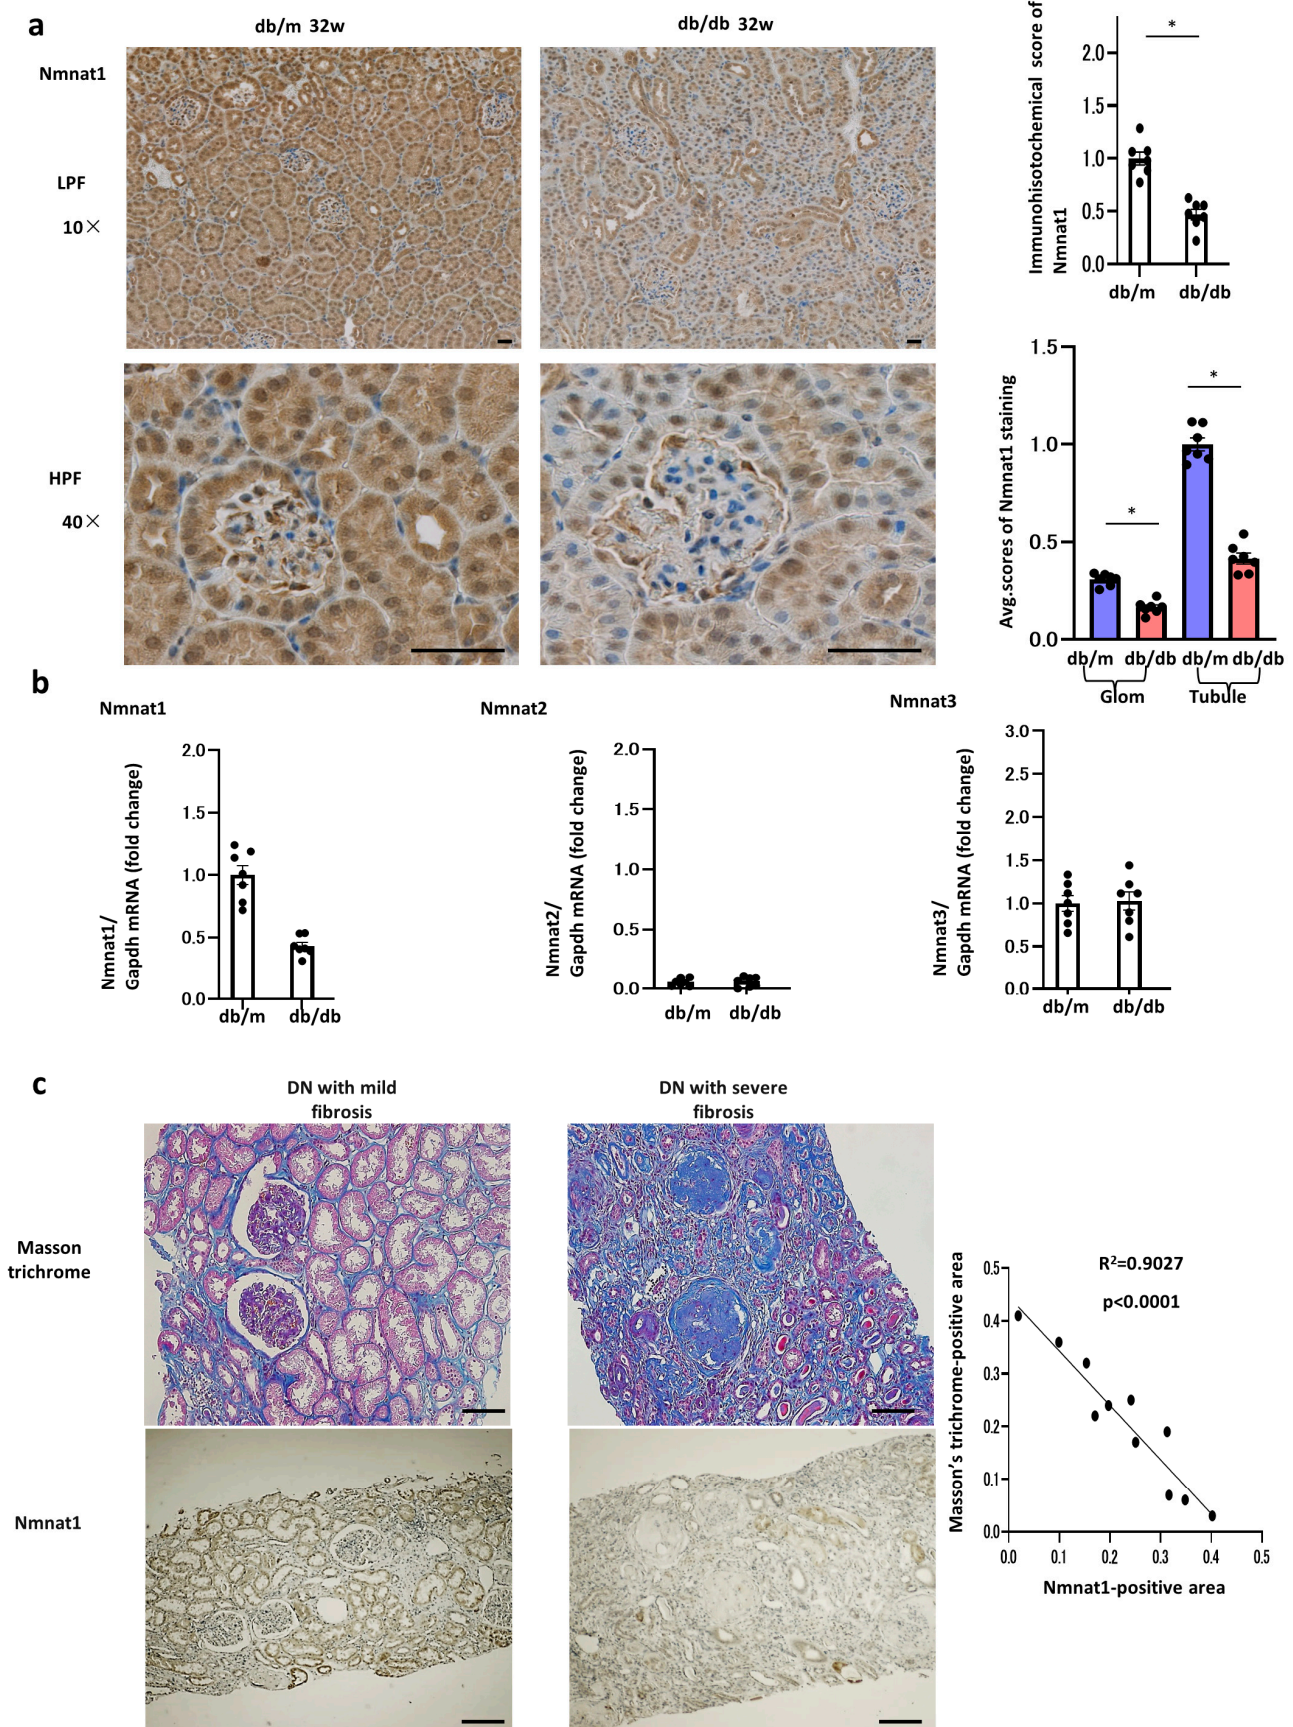 a
db/m 32w
db/db 32w
Nmnat1
LPF
10×
HPF
40×
Immunohisotochemical score of
Nmnat1
*
2.0
1.5
1.0
0.5
0.0
db/m
db/db
Avg.scores of Nmnat1 staining
1.5
1.0
0.5
0.0
*
*
db/m
db/db
db/m
db/db
Glom
Tubule
b
Nmnat1
Nmnat1/
Gapdh mRNA (fold change)
2.0
1.5
1.0
0.5
0.0
db/m
db/db
Nmnat2
Nmnat2/
Gapdh mRNA (fold change)
2.0
1.5
1.0
0.5
0.0
db/m
db/db
Nmnat3
Nmnat3/
Gapdh mRNA (fold change)
3.0
2.5
2.0
1.5
1.0
0.5
0.0
db/m
db/db
c
DN with mild
fibrosis
DN with severe
fibrosis
Masson
trichrome
Nmnat1
Masson's trichrome-positive area
R²=0.9027
p<0.0001
0.5
0.4
0.3
0.2
0.1
0.0
0.0
0.1
0.2
0.3
0.4
0.5
Nmnat1-positive area